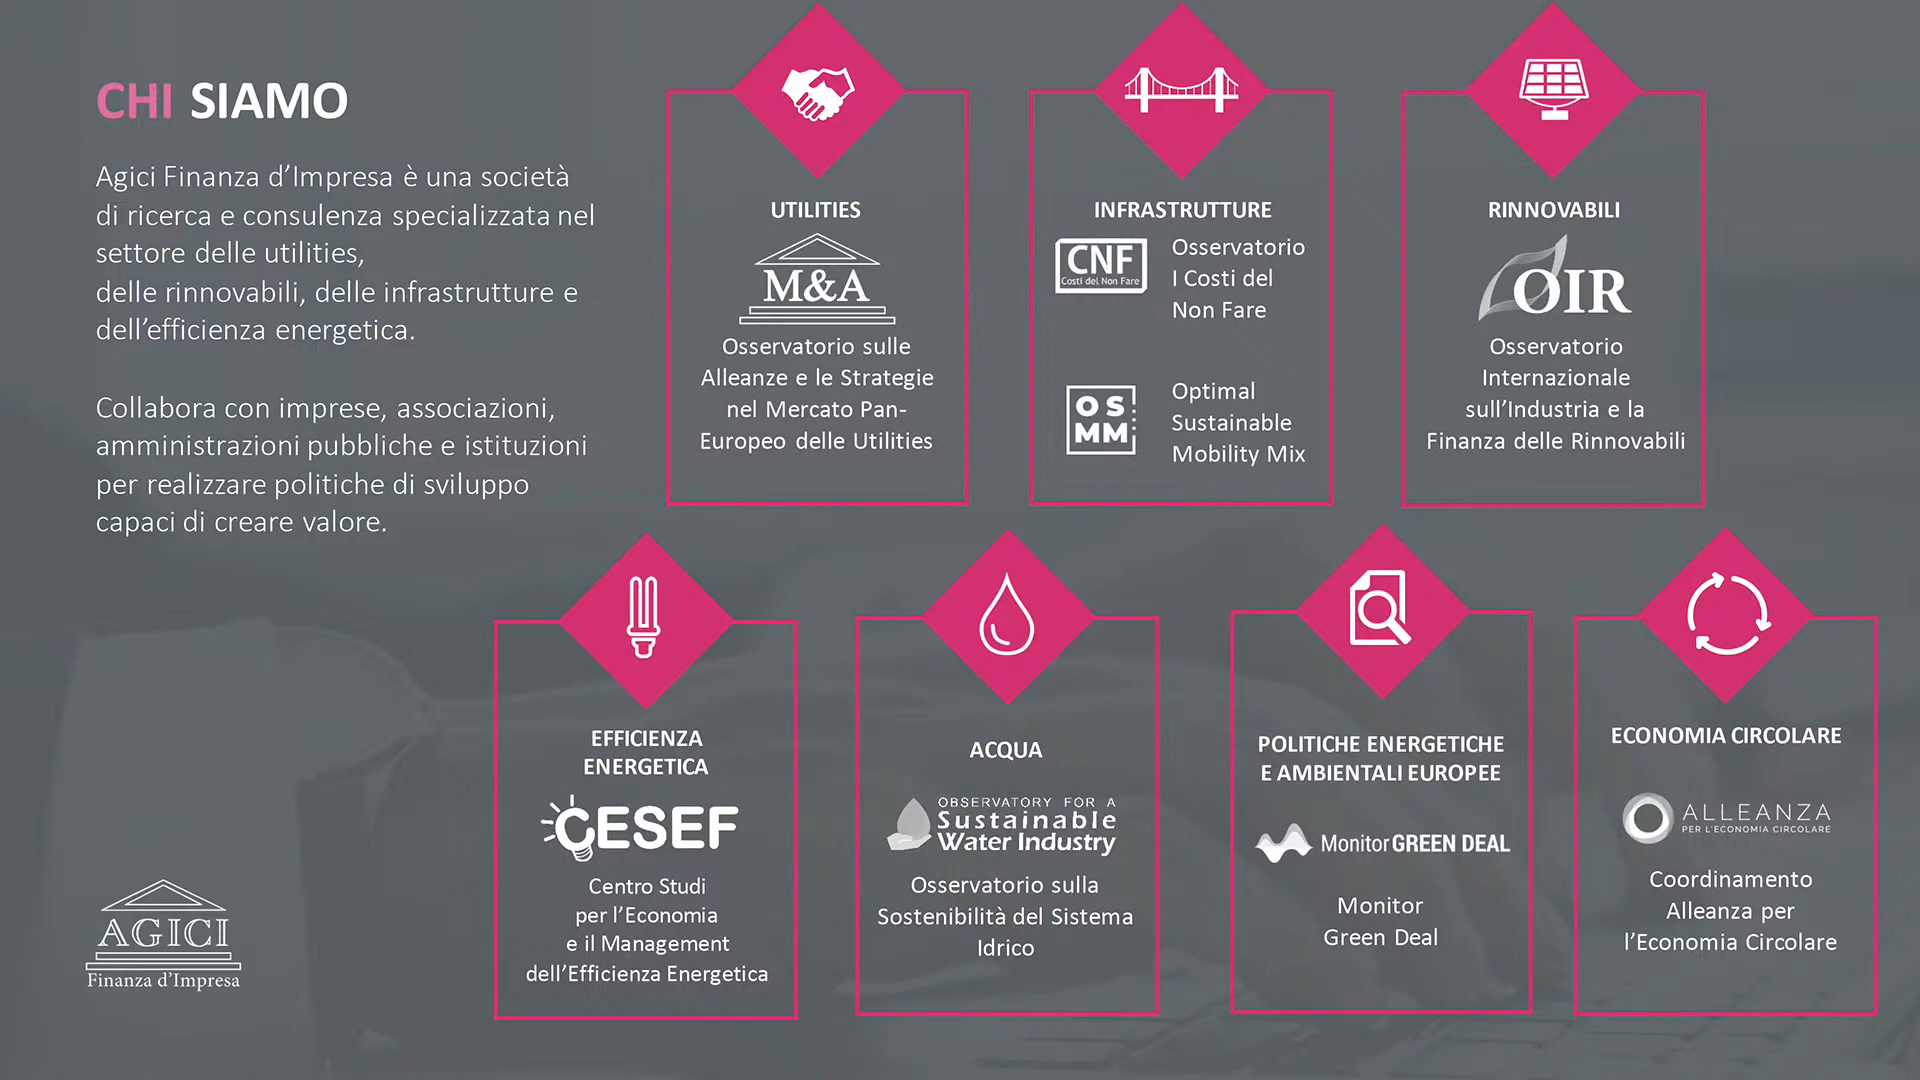 CHI SIAMO
Agici Finanza d’Impresa è una società
di ricerca e consulenza specializzata nel
settore delle utilities,
delle rinnovabili, delle infrastrutture e
dell’efficienza energetica.
Collabora con imprese, associazioni,
amministrazioni pubbliche e istituzioni
per realizzare politiche di sviluppo
capaci di creare valore.
UTILITIES
M&A
Osservatorio sulle
Alleanze e le Strategie
nel Mercato Pan-
Europeo delle Utilities
INFRASTRUTTURE
CNF
Costi del Non Fare
Osservatorio
I Costi del
Non Fare
OS
MM
Optimal
Sustainable
Mobility Mix
RINNOVABILI
OIR
Osservatorio
Internazionale
sull’Industria e la
Finanza delle Rinnovabili
EFFICIENZA
ENERGETICA
CESEF
Centro Studi
per l’Economia
e il Management
dell’Efficienza Energetica
ACQUA
OBSERVATORY FOR A
Sustainable
Water Industry
Osservatorio sulla
Sostenibilità del Sistema
Idrico
POLITICHE ENERGETICHE
E AMBIENTALI EUROPEE
Monitor GREEN DEAL
Monitor
Green Deal
ECONOMIA CIRCOLARE
ALLEANZA
PER L’ECONOMIA CIRCOLARE
Coordinamento
Alleanza per
l’Economia Circolare
AGICI
Finanza d’Impresa